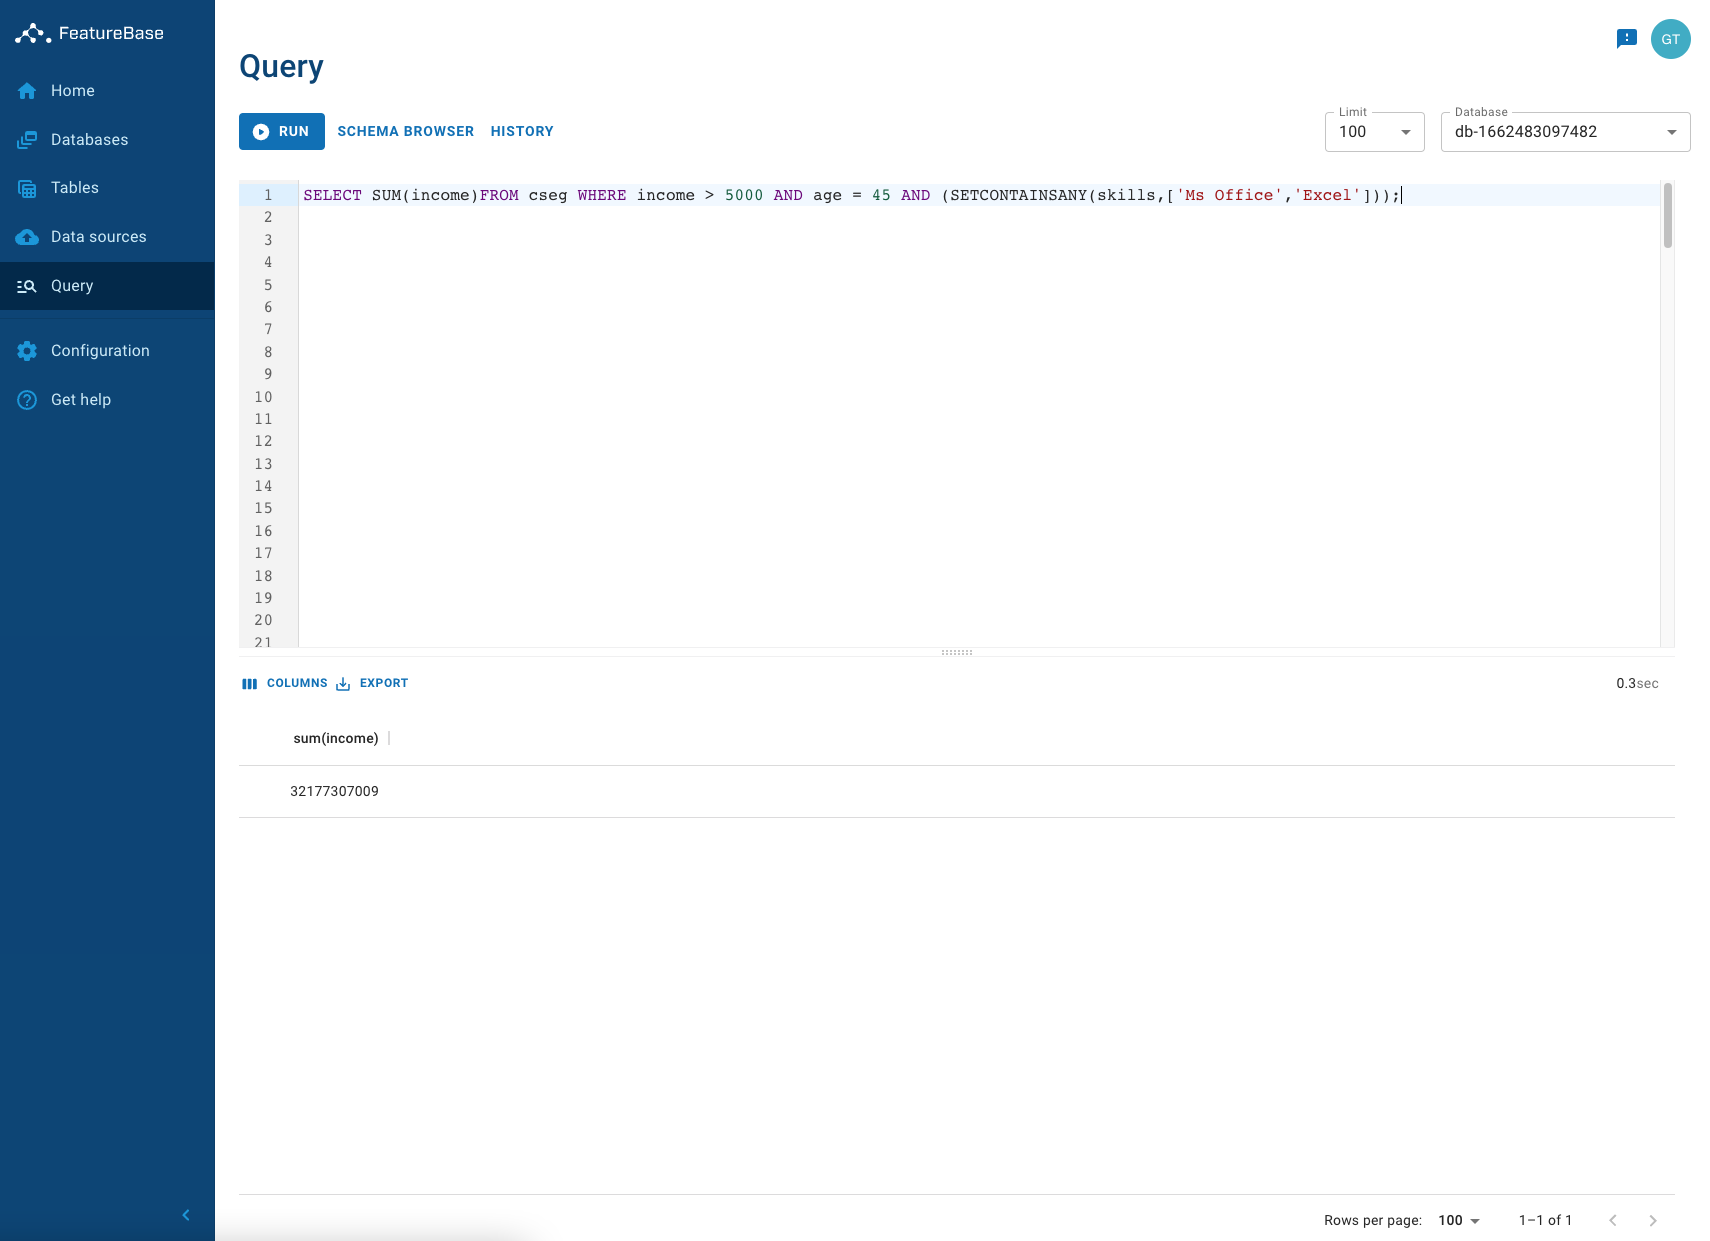 FeatureBase
Home
Databases
Tables
Data sources
Query
Configuration
Get help
GT
Query
RUN
SCHEMA BROWSER
HISTORY
Limit
100
Database
db-1662483097482
1 SELECT SUM(income)FROM cseg WHERE income > 5000 AND age = 45 AND (SETCONTAINSANY(skills,['Ms Office','Excel']));
2
3
4
5
6
7
8
9
10
11
12
13
14
15
16
17
18
19
20
21
COLUMNS
EXPORT
0.3sec
sum(income)
32177307009
Rows per page: 100 1–1 of 1